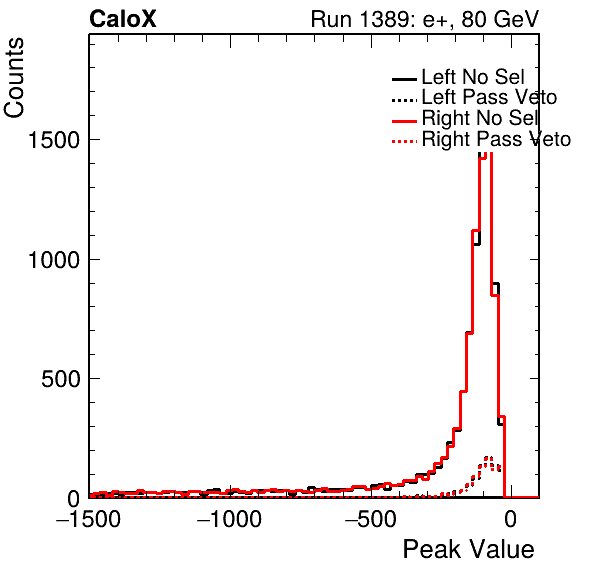 CaloX Run 1389: e+, 80 GeV
Counts
Left No Sel
Left Pass Veto
Right No Sel
Right Pass Veto
1500
1000
500
0
−1500 −1000 −500 0
Peak Value